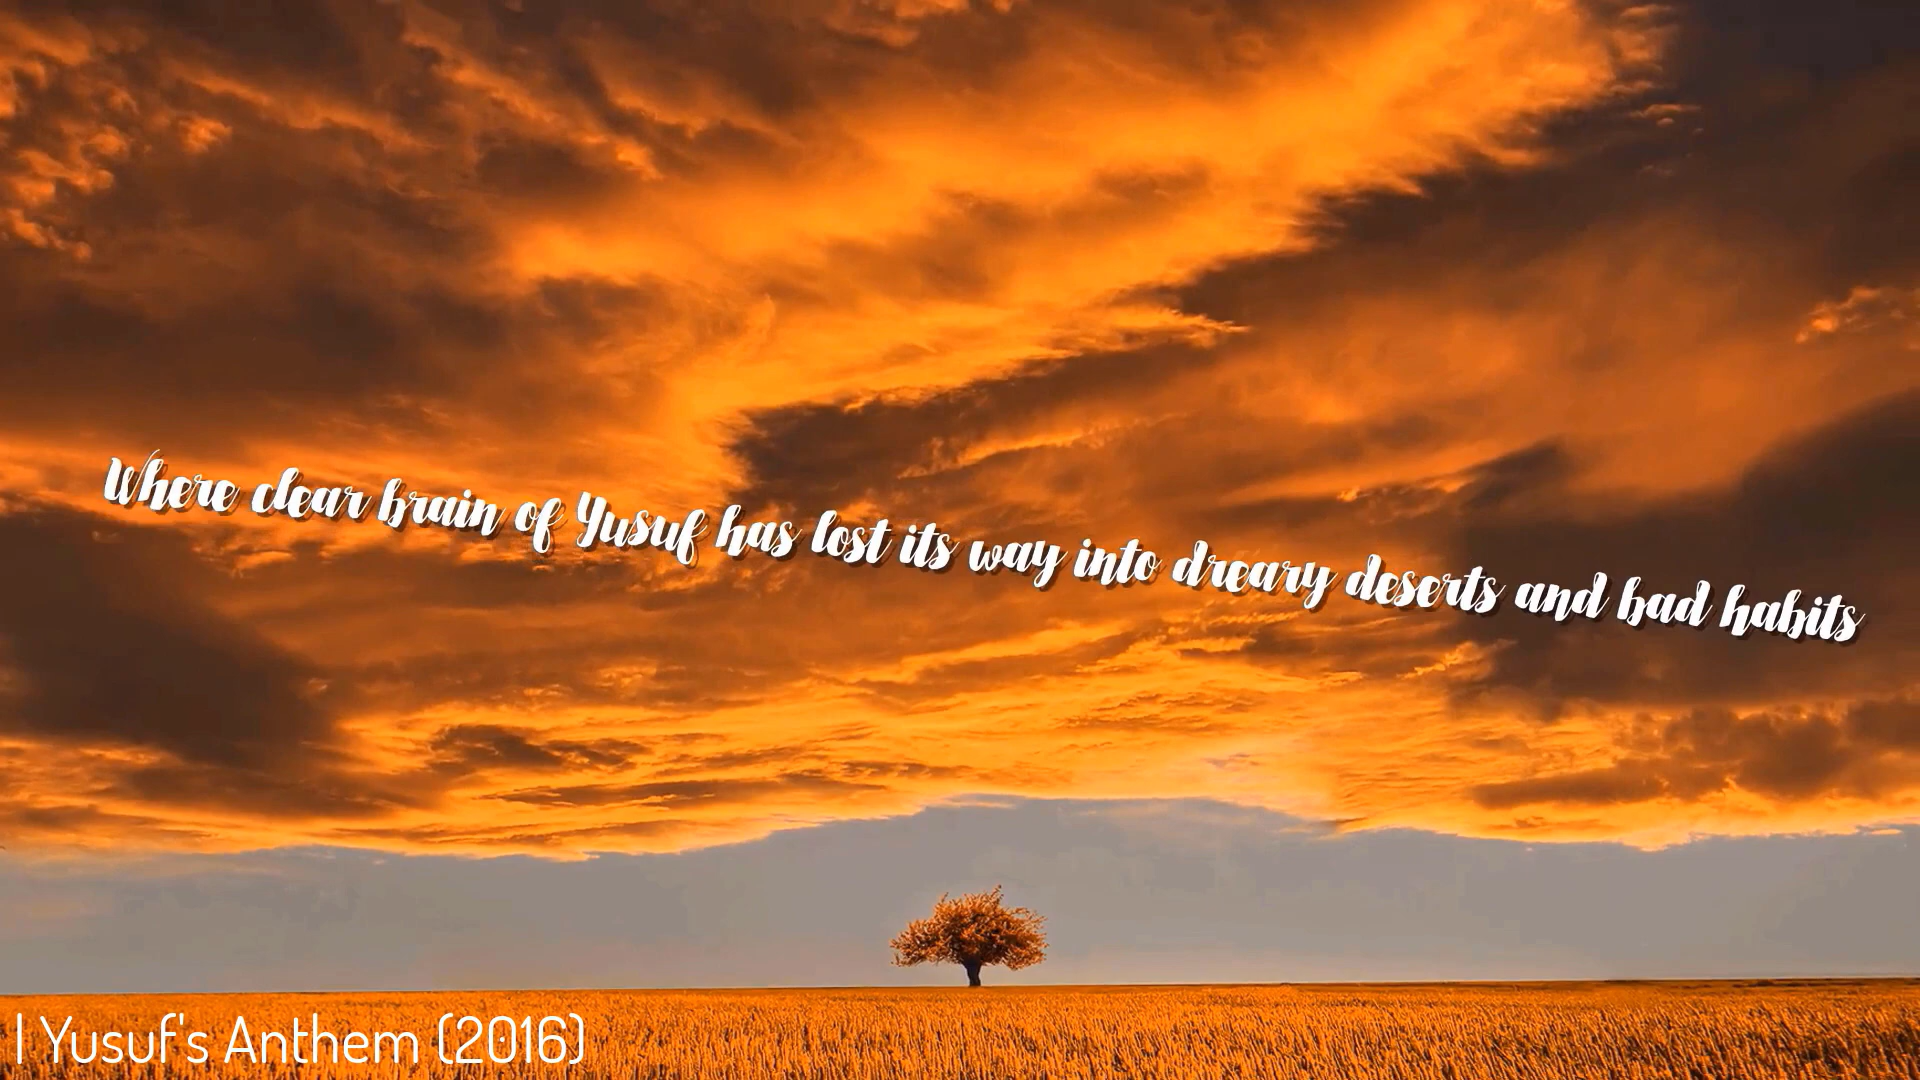 Where clear brain of Yusuf has lost its way into dreary deserts and bad habits
| Yusuf's Anthem (2016)